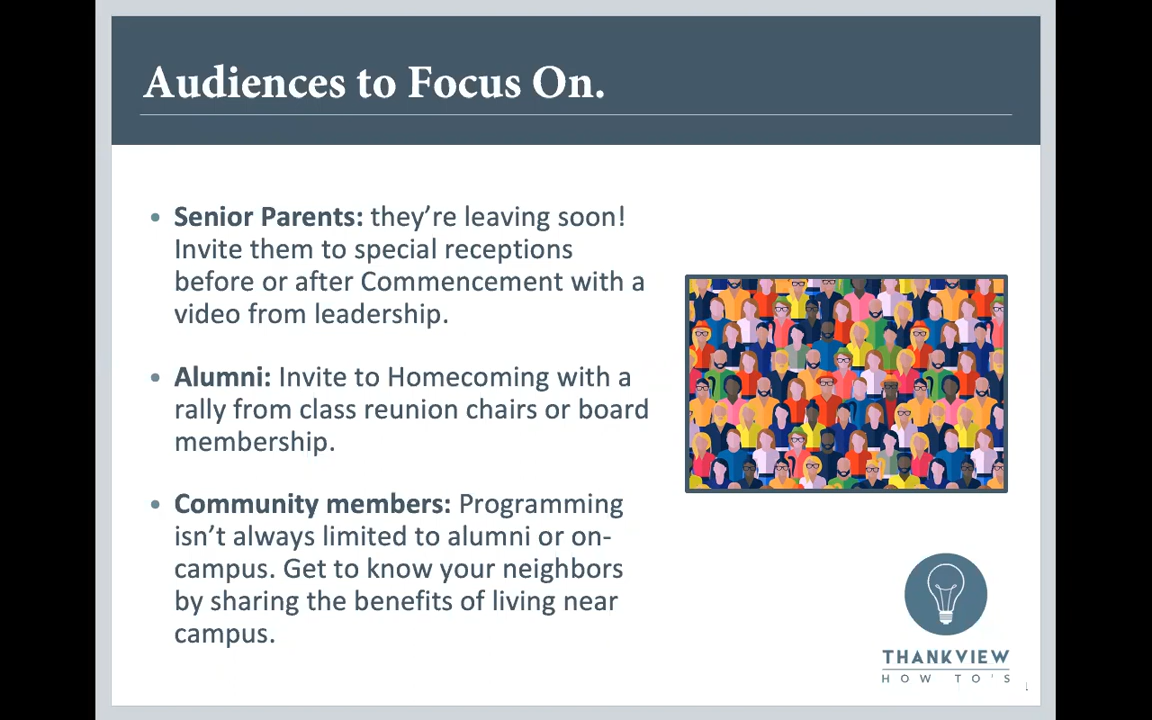 Audiences to Focus On.
• Senior Parents: they’re leaving soon!
Invite them to special receptions
before or after Commencement with a
video from leadership.
• Alumni: Invite to Homecoming with a
rally from class reunion chairs or board
membership.
• Community members: Programming
isn’t always limited to alumni or on-
campus. Get to know your neighbors
by sharing the benefits of living near
campus.
THANKVIEW
HOW TO'S